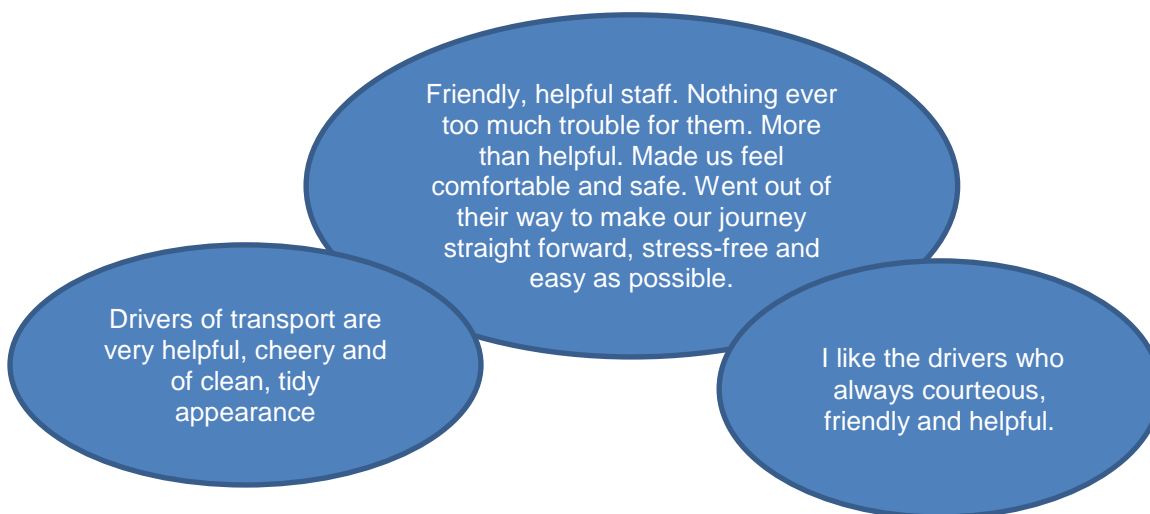 Friendly, helpful staff. Nothing ever
too much trouble for them. More
than helpful. Made us feel
comfortable and safe. Went out of
their way to make our journey
straight forward, stress-free and
easy as possible.
Drivers of transport are
very helpful, cheery and
of clean, tidy
appearance
I like the drivers who
always courteous,
friendly and helpful.